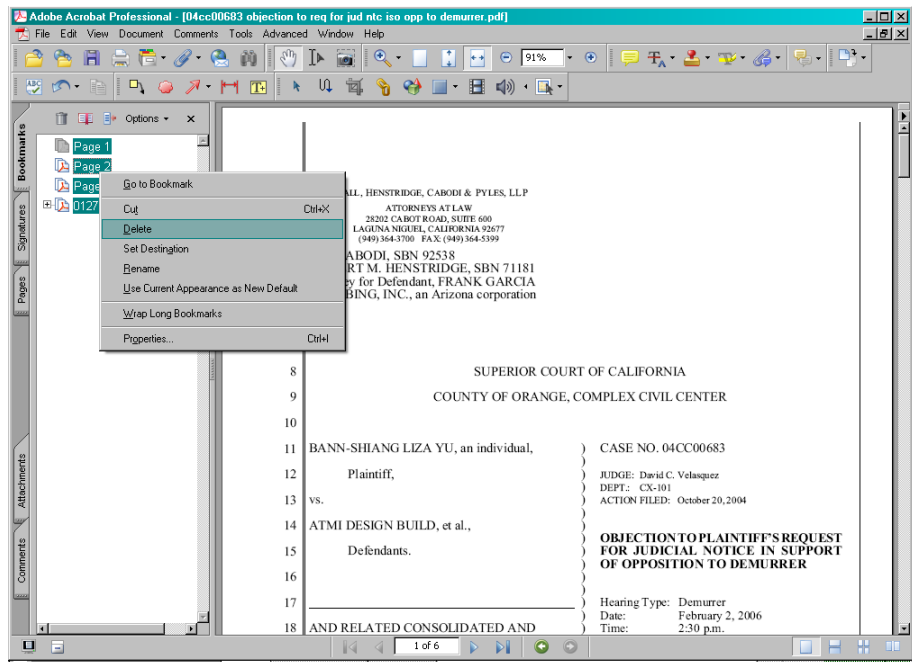 Adobe Acrobat Professional - [04cc00683 objection to req for jud ntc iso opp to demurrer.pdf]
File Edit View Document Comments Tools Advanced Window Help
91%
Options
Bookmarks
Signatures
Pages
Attachments
Comments
Page 1
Page 2
Page
0127
Go to Bookmark
Cut Ctrl+X
Delete
Set Destination
Rename
Use Current Appearance as New Default
Wrap Long Bookmarks
Properties... Ctrl+I
ALL, HENSTRIDGE, CABODI & PYLES, LLP
ATTORNEYS AT LAW
28202 CABOT ROAD, SUITE 600
LAGUNA NIGUEL, CALIFORNIA 92677
(949) 364-3700 FAX: (949) 364-5399
ABODI, SBN 92538
RT M. HENSTRIDGE, SBN 71181
ey for Defendant, FRANK GARCIA
BING, INC., an Arizona corporation
8 SUPERIOR COURT OF CALIFORNIA
9 COUNTY OF ORANGE, COMPLEX CIVIL CENTER
10
11 BANN-SHIANG LIZA YU, an individual, ) CASE NO. 04CC00683
)
12 Plaintiff, ) JUDGE: David C. Velasquez
) DEPT.: CX-101
13 vs. ) ACTION FILED: October 20, 2004
)
14 ATMI DESIGN BUILD, et al., )
) OBJECTION TO PLAINTIFF'S REQUEST
15 Defendants. ) FOR JUDICIAL NOTICE IN SUPPORT
) OF OPPOSITION TO DEMURRER
16 )
)
17 ) Hearing Type: Demurrer
) Date: February 2, 2006
18 AND RELATED CONSOLIDATED AND ) Time: 2:30 p.m.
1 of 6